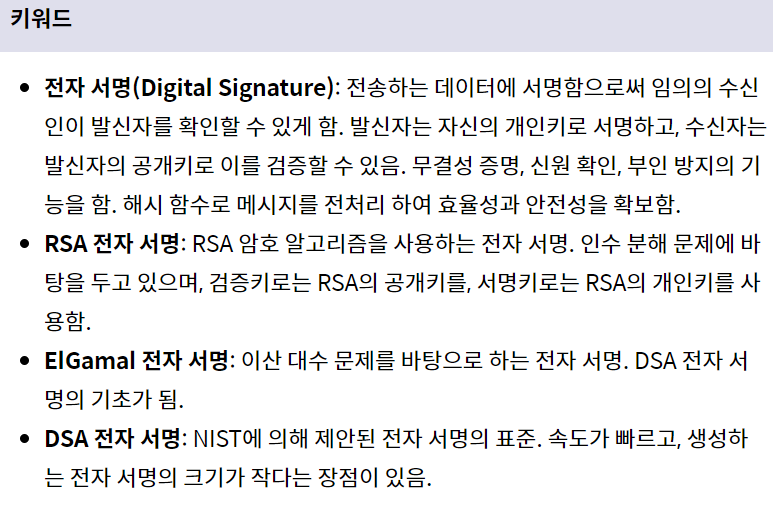 키워드
• 전자 서명(Digital Signature): 전송하는 데이터에 서명함으로써 임의의 수신
인이 발신자를 확인할 수 있게 함. 발신자는 자신의 개인키로 서명하고, 수신자는
발신자의 공개키로 이를 검증할 수 있음. 무결성 증명, 신원 확인, 부인 방지의 기
능을 함. 해시 함수로 메시지를 전처리 하여 효율성과 안전성을 확보함.
• RSA 전자 서명: RSA 암호 알고리즘을 사용하는 전자 서명. 인수 분해 문제에 바
탕을 두고 있으며, 검증키로는 RSA의 공개키를, 서명키로는 RSA의 개인키를 사
용함.
• ElGamal 전자 서명: 이산 대수 문제를 바탕으로 하는 전자 서명. DSA 전자 서
명의 기초가 됨.
• DSA 전자 서명: NIST에 의해 제안된 전자 서명의 표준. 속도가 빠르고, 생성하
는 전자 서명의 크기가 작다는 장점이 있음.